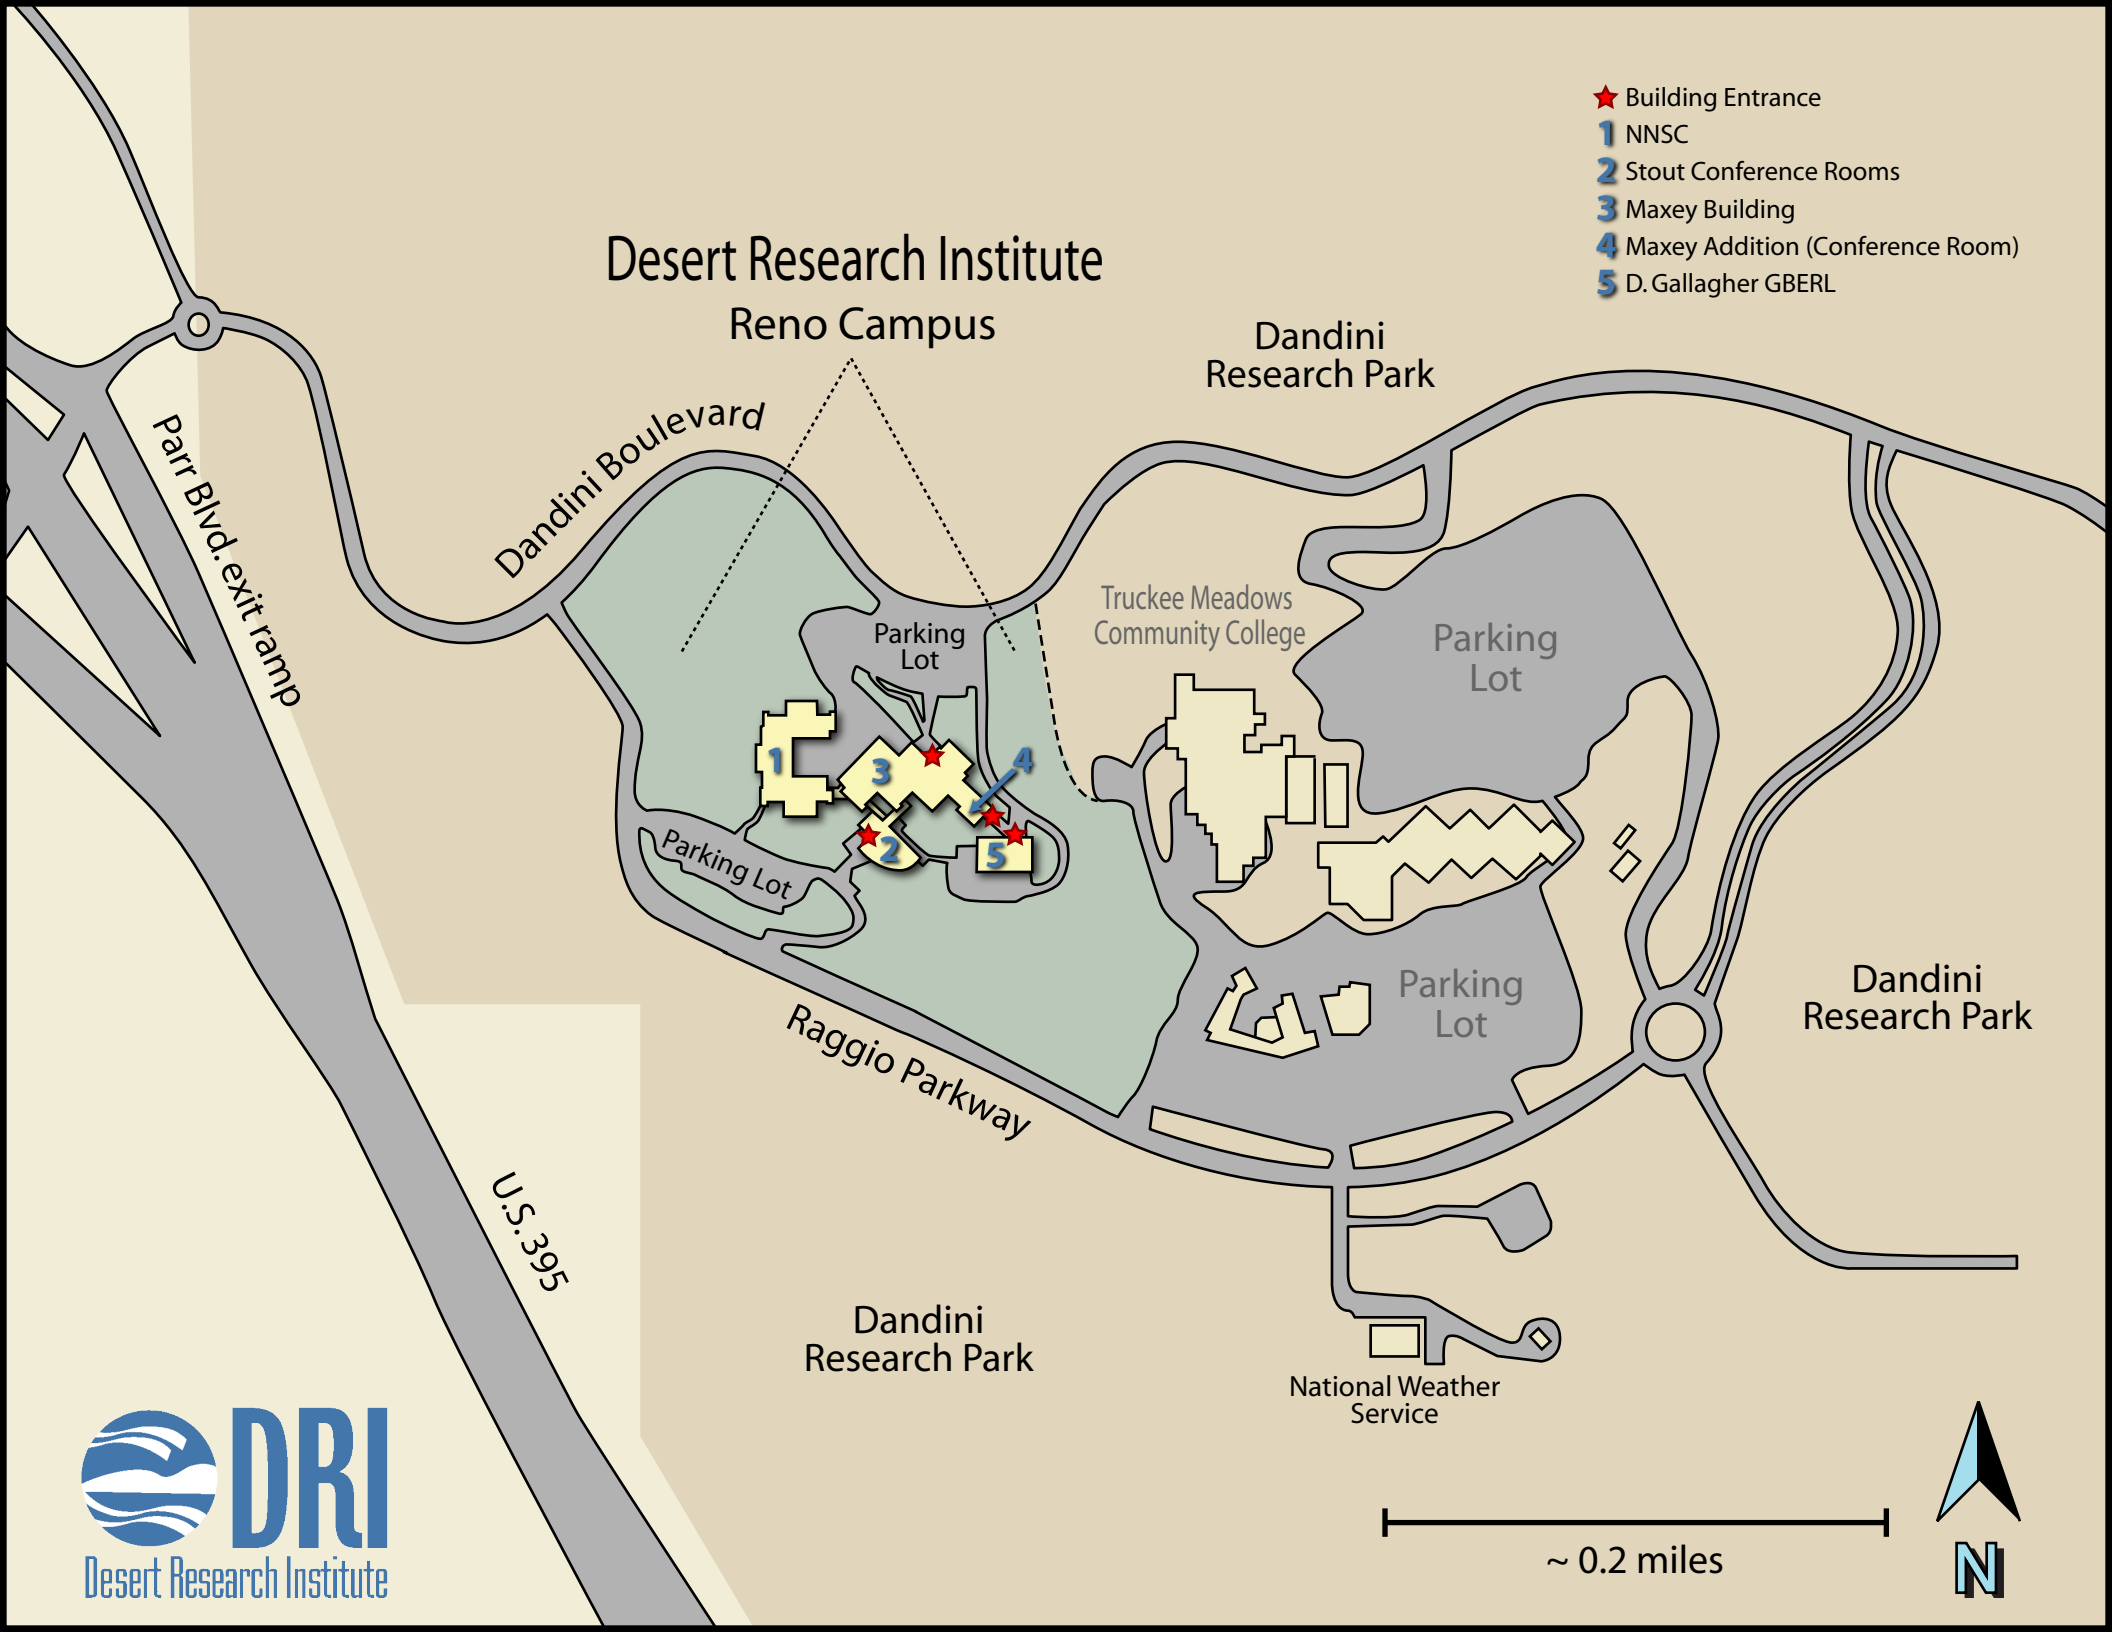 Building Entrance
1 NNSC
2 Stout Conference Rooms
3 Maxey Building
4 Maxey Addition (Conference Room)
5 D. Gallagher GBERL
Desert Research Institute
Reno Campus
Dandini
Research Park
Dandini Boulevard
Parr Blvd. exit ramp
Truckee Meadows
Community College
Parking
Lot
Parking
Lot
1
3
4
2
5
Parking Lot
Parking
Lot
Dandini
Research Park
Raggio Parkway
U.S. 395
Dandini
Research Park
National Weather
Service
DRI
Desert Research Institute
~ 0.2 miles
N